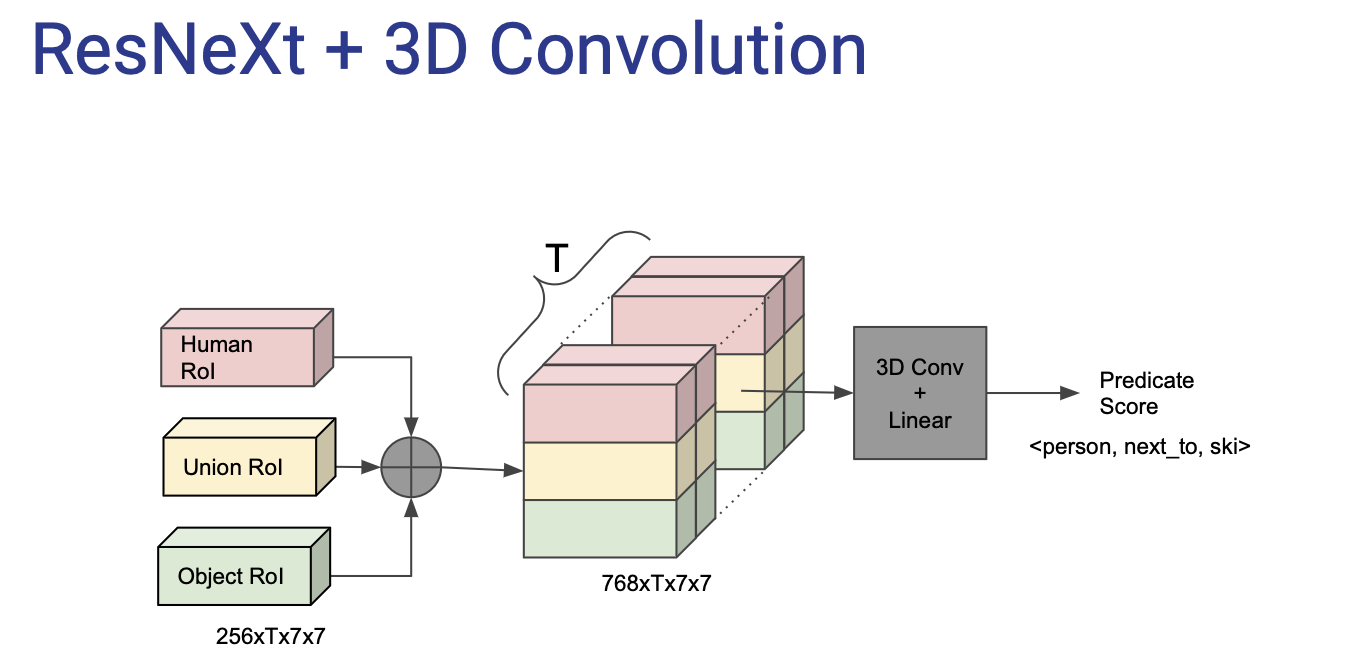 ResNeXt + 3D Convolution
T
Human
RoI
Union RoI
Object RoI
256xTx7x7
768xTx7x7
3D Conv
+
Linear
Predicate
Score
<person, next_to, ski>